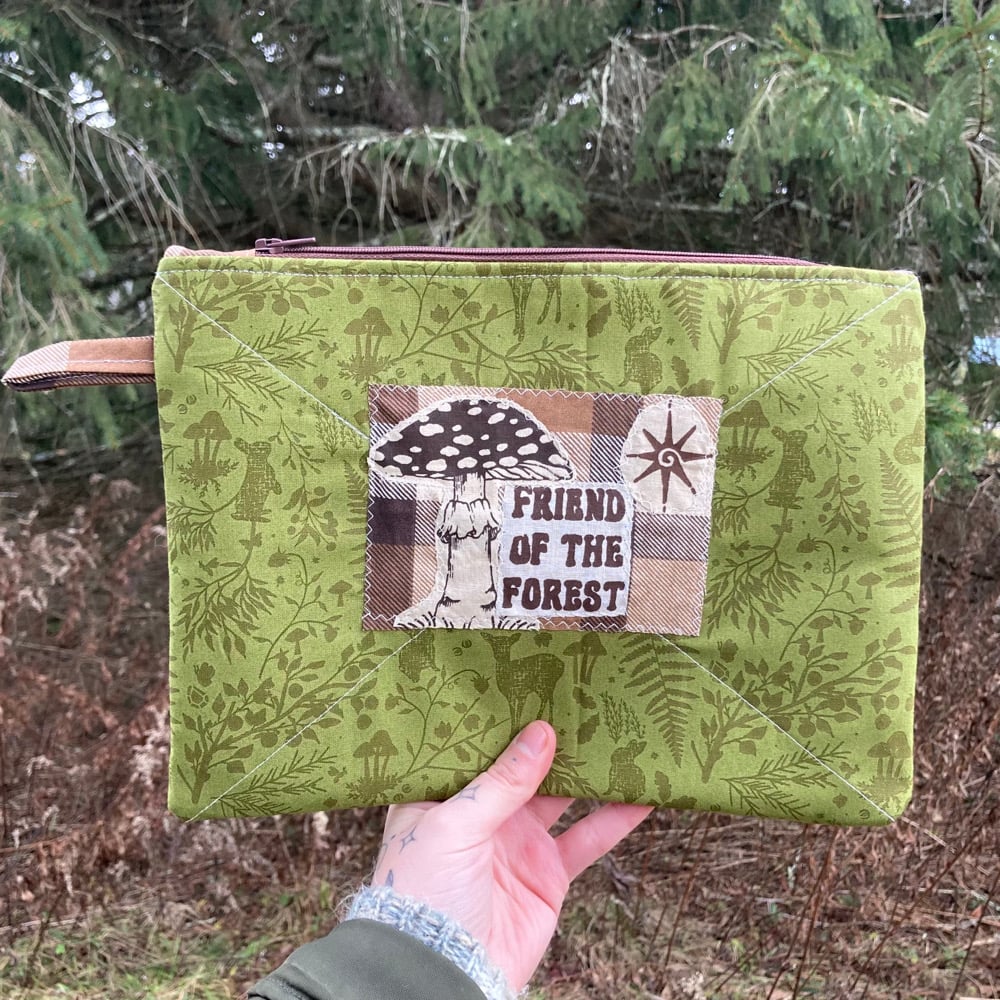 FRIEND
OF THE
FOREST